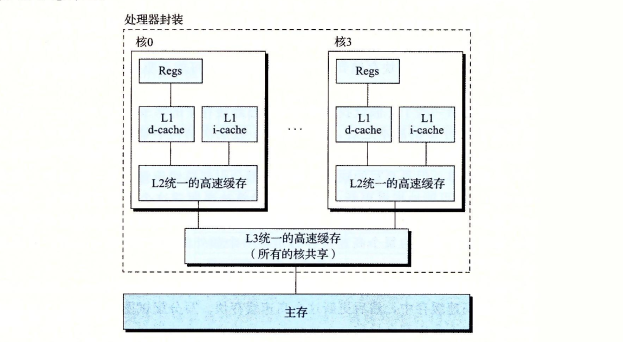 处理器封装
核0
核3
Regs
Regs
L1
d-cache
L1
i-cache
...
L1
d-cache
L1
i-cache
L2统一的高速缓存
L2统一的高速缓存
L3统一的高速缓存
（所有的核共享）
主存